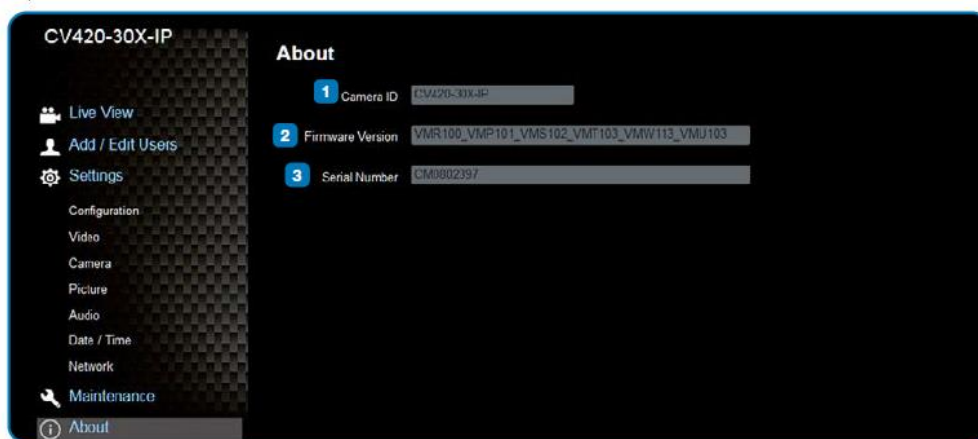 CV420-30X-IP
Live View
Add / Edit Users
Settings
Configuration
Video
Camera
Picture
Audio
Date / Time
Network
Maintenance
About
About
1 Camera ID CV420-30X-IP
2 Firmware Version VMR100_VMP101_VMS102_VMT103_VMW113_VMU103
3 Serial Number CM0802397